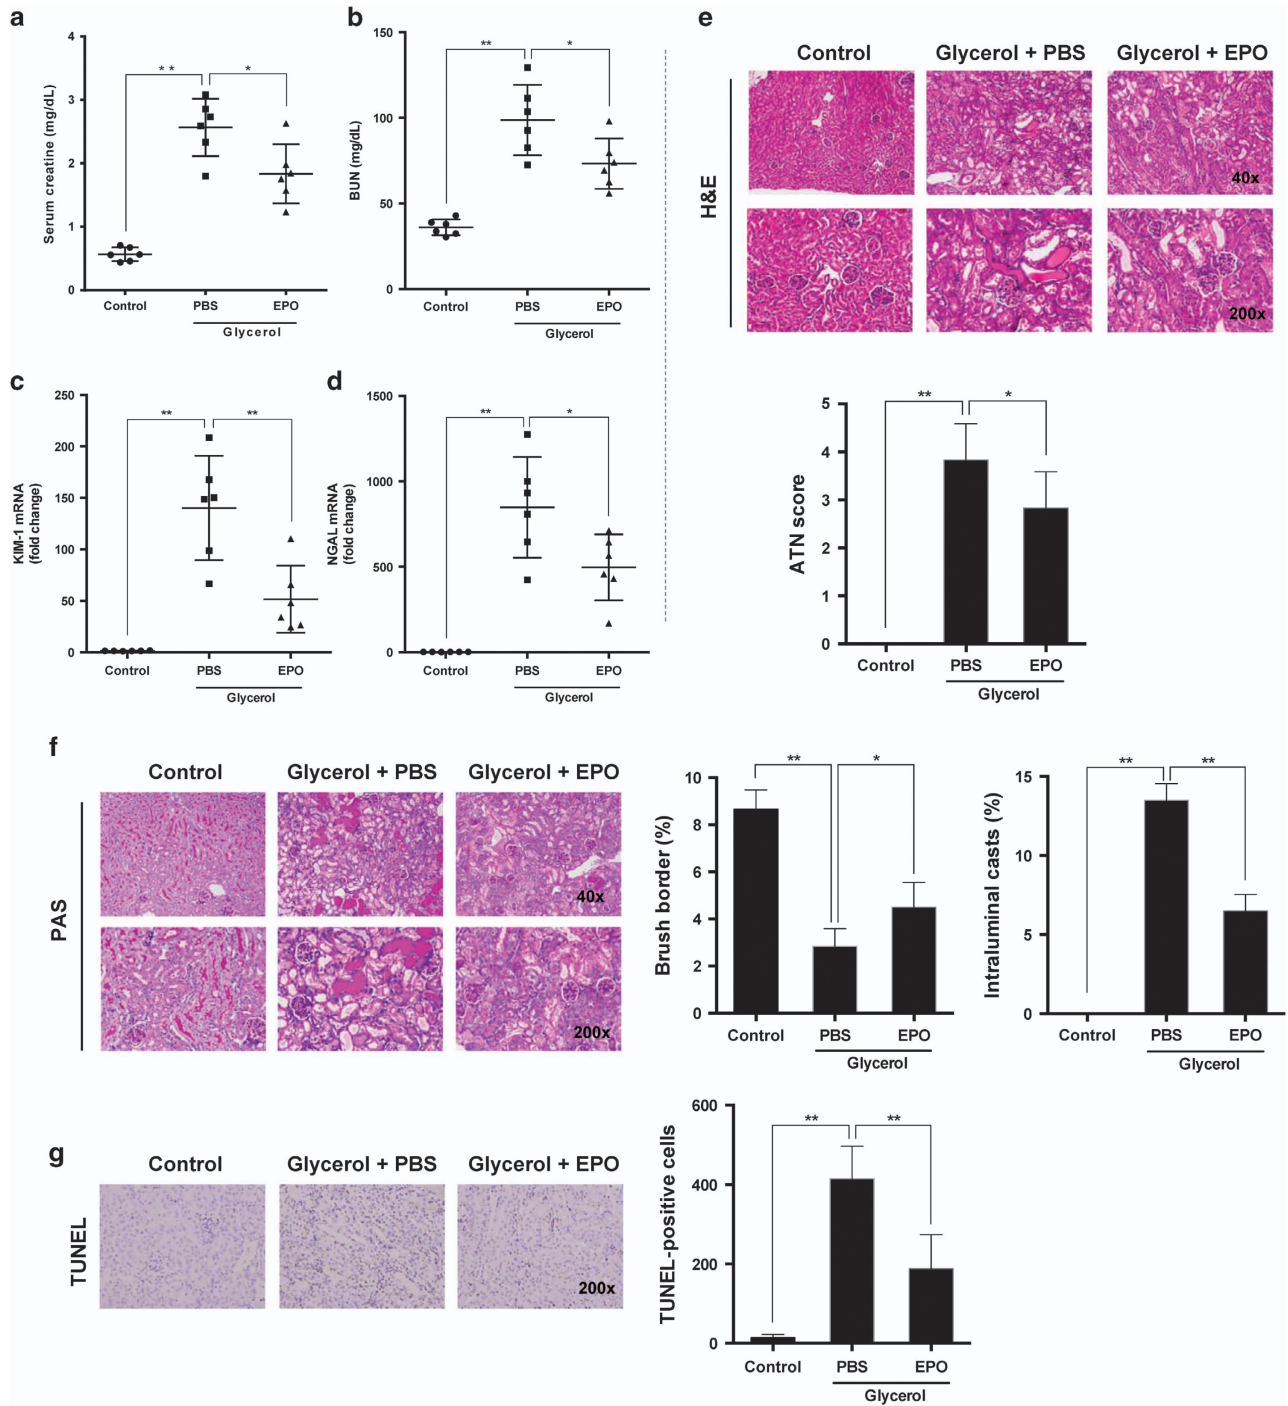 a
4
3
2
1
0
Serum creatine (mg/dL)
* *
*
Control
PBS
EPO
Glycerol
b
150
100
50
0
BUN (mg/dL)
**
*
Control
PBS
EPO
Glycerol
c
250
200
150
100
50
0
KIM-1 mRNA
(fold change)
**
**
Control
PBS
EPO
Glycerol
d
1500
1000
500
0
NGAL mRNA
(fold change)
**
*
Control
PBS
EPO
Glycerol
e
Control
Glycerol + PBS
Glycerol + EPO
H&E
40x
200x
5
4
3
2
1
0
ATN score
**
*
Control
PBS
EPO
Glycerol
f
Control
Glycerol + PBS
Glycerol + EPO
PAS
40x
200x
10
8
6
4
2
0
Brush border (%)
**
*
Control
PBS
EPO
Glycerol
15
10
5
0
Intraluminal casts (%)
**
**
Control
PBS
EPO
Glycerol
g
Control
Glycerol + PBS
Glycerol + EPO
TUNEL
200x
600
400
200
0
TUNEL-positive cells
**
**
Control
PBS
EPO
Glycerol